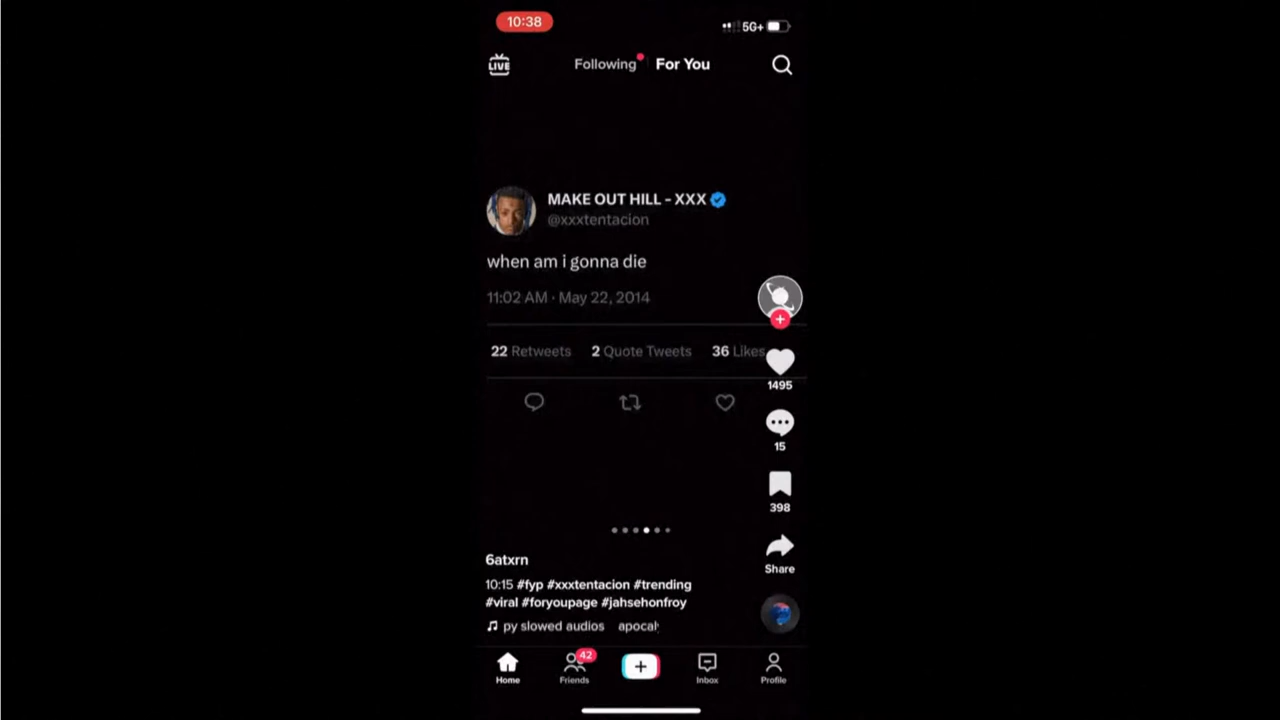 10:38
5G+
LIVE
Following For You
MAKE OUT HILL - XXX
@xxxtentacion
when am i gonna die
11:02 AM · May 22, 2014
22 Retweets 2 Quote Tweets 36 Likes
1495
15
398
Share
6atxrn
10:15 #fyp #xxxtentacion #trending
#viral #foryoupage #jahsehonfroy
py slowed audios apocal
42
Home Friends Inbox Profile